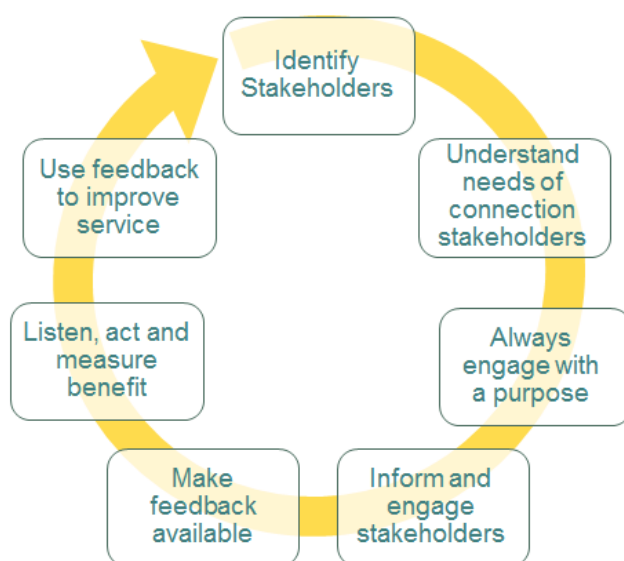 Identify
Stakeholders
Understand
needs of
connection
stakeholders
Always
engage with
a purpose
Inform and
engage
stakeholders
Make
feedback
available
Listen, act and
measure
benefit
Use feedback
to improve
service